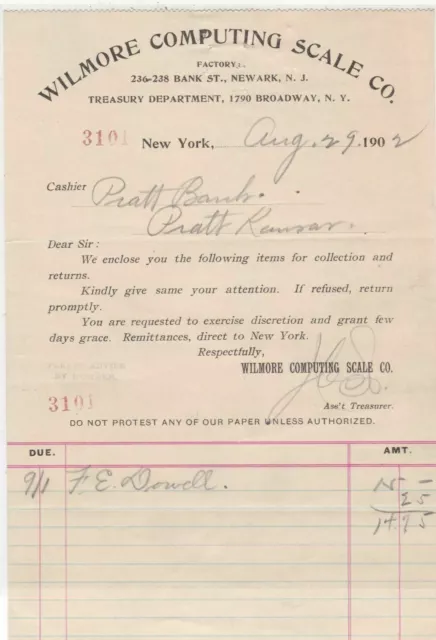 WILMORE COMPUTING SCALE CO.
FACTORY:
236-238 BANK ST., NEWARK, N. J.
TREASURY DEPARTMENT, 1790 BROADWAY, N. Y.
3101 New York, Aug. 29. 1902
Cashier Pratt Bank.
Pratt Kansas.
Dear Sir:
We enclose you the following items for collection and
returns.
Kindly give same your attention. If refused, return
promptly.
You are requested to exercise discretion and grant few
days grace. Remittances, direct to New York.
Respectfully,
WILMORE COMPUTING SCALE CO.
3101
Ass't Treasurer.
DO NOT PROTEST ANY OF OUR PAPER UNLESS AUTHORIZED.
DUE. AMT.
9/1 F. E. Dowell. 15 -
25
14 75